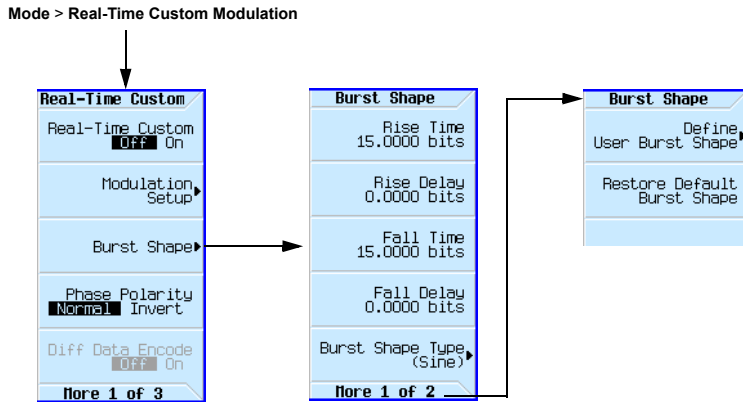 Mode > Real-Time Custom Modulation
Real-Time Custom
Real-Time Custom
Off On
Modulation
Setup
Burst Shape
Phase Polarity
Normal Invert
Diff Data Encode
Off On
More 1 of 3
Burst Shape
Rise Time
15.0000 bits
Rise Delay
0.0000 bits
Fall Time
15.0000 bits
Fall Delay
0.0000 bits
Burst Shape Type
(Sine)
More 1 of 2
Burst Shape
Define
User Burst Shape
Restore Default
Burst Shape